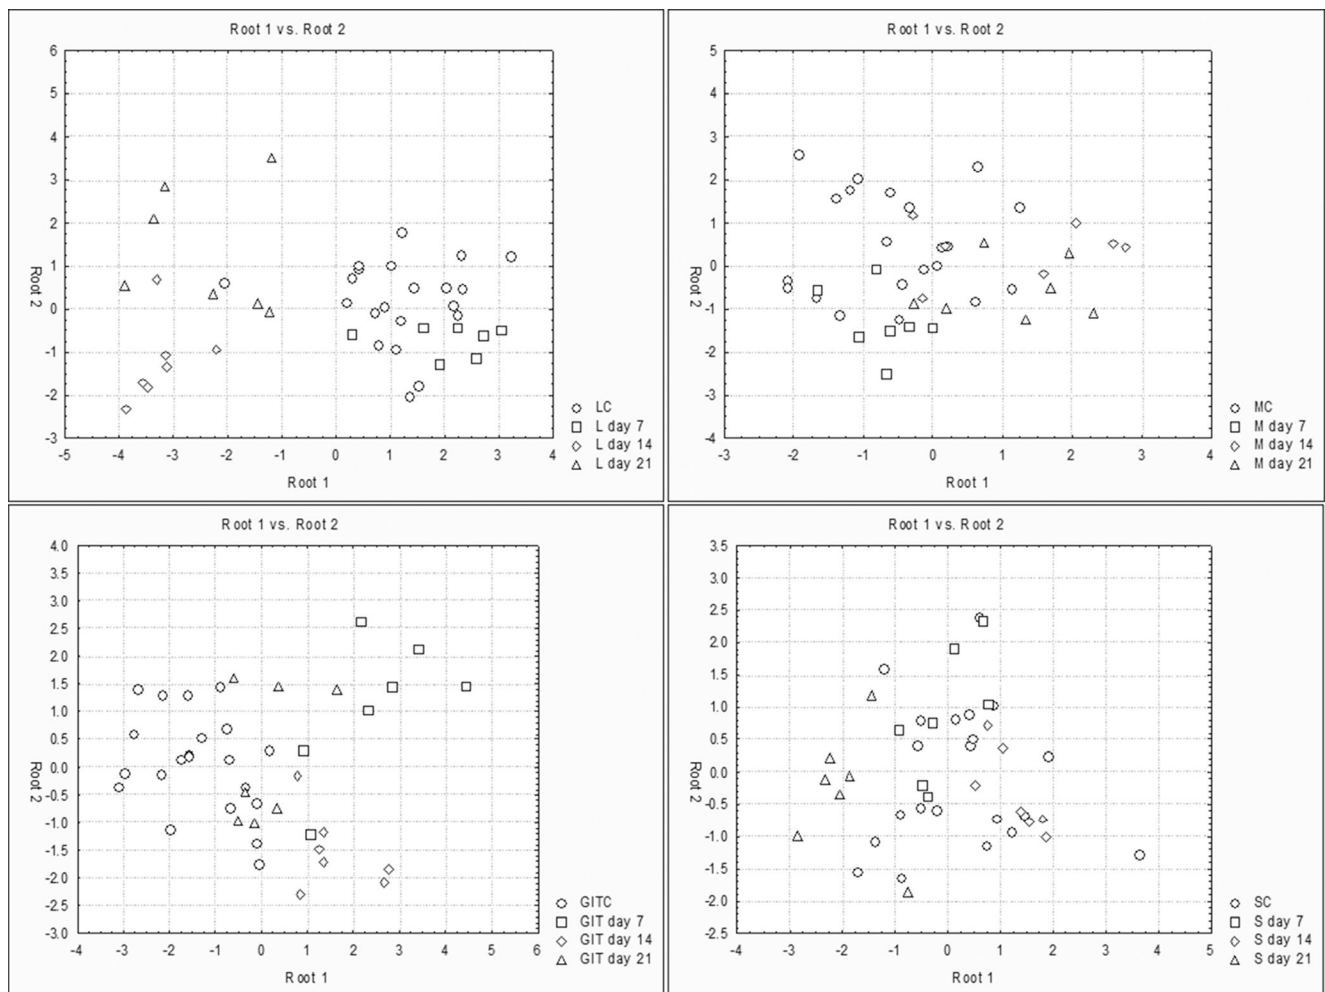 Root 1 vs. Root 2
6
5
4
3
2
1
0
-1
-2
-3
Root 2
-5 -4 -3 -2 -1 0 1 2 3 4
Root 1
LC
L day 7
L day 14
L day 21
Root 1 vs. Root 2
5
4
3
2
1
0
-1
-2
-3
-4
Root 2
-3 -2 -1 0 1 2 3 4
Root 1
MC
M day 7
M day 14
M day 21
Root 1 vs. Root 2
4.0
3.5
3.0
2.5
2.0
1.5
1.0
0.5
0.0
-0.5
-1.0
-1.5
-2.0
-2.5
-3.0
Root 2
-4 -3 -2 -1 0 1 2 3 4 5 6
Root 1
GITC
GIT day 7
GIT day 14
GIT day 21
Root 1 vs. Root 2
3.5
3.0
2.5
2.0
1.5
1.0
0.5
0.0
-0.5
-1.0
-1.5
-2.0
-2.5
Root 2
-4 -3 -2 -1 0 1 2 3 4 5
Root 1
SC
S day 7
S day 14
S day 21